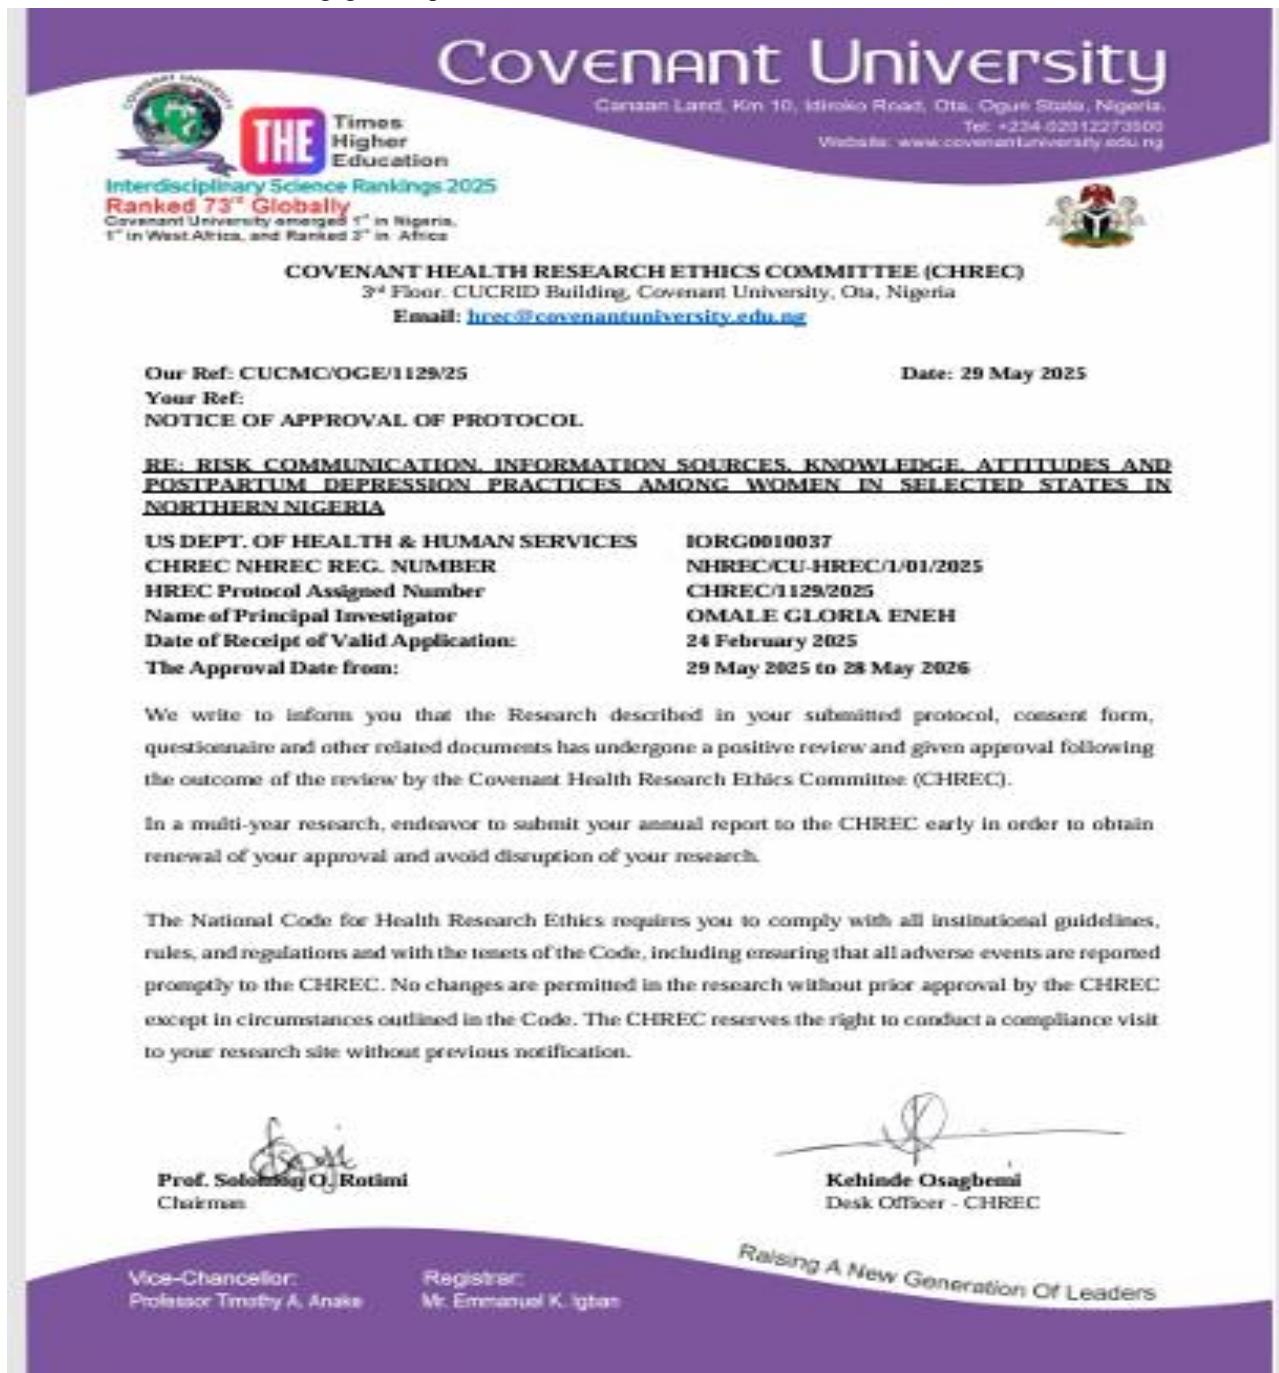 Covenant University
Canaan Land, Km 10, Idiroko Road, Ota, Ogun State, Nigeria.
Tel: +234-02012273500
Website: www.covenantuniversity.edu.ng
COVENANT UNIVERSITY
THE
Times
Higher
Education
Interdisciplinary Science Rankings 2025
Ranked 73rd Globally
Covenant University emerged 1st in Nigeria,
1st in West Africa, and Ranked 3rd in Africa
COVENANT HEALTH RESEARCH ETHICS COMMITTEE (CHREC)
3rd Floor. CUCRID Building, Covenant University, Ota, Nigeria
Email: hrec@covenantuniversity.edu.ng
Our Ref: CUCMC/OGE/1129/25 Date: 29 May 2025
Your Ref:
NOTICE OF APPROVAL OF PROTOCOL
RE: RISK COMMUNICATION, INFORMATION SOURCES, KNOWLEDGE, ATTITUDES AND
POSTPARTUM DEPRESSION PRACTICES AMONG WOMEN IN SELECTED STATES IN
NORTHERN NIGERIA
US DEPT. OF HEALTH & HUMAN SERVICES IORG0010037
CHREC NHREC REG. NUMBER NHREC/CU-HREC/1/01/2025
HREC Protocol Assigned Number CHREC/1129/2025
Name of Principal Investigator OMALE GLORIA ENEH
Date of Receipt of Valid Application: 24 February 2025
The Approval Date from: 29 May 2025 to 28 May 2026
We write to inform you that the Research described in your submitted protocol, consent form,
questionnaire and other related documents has undergone a positive review and given approval following
the outcome of the review by the Covenant Health Research Ethics Committee (CHREC).
In a multi-year research, endeavor to submit your annual report to the CHREC early in order to obtain
renewal of your approval and avoid disruption of your research.
The National Code for Health Research Ethics requires you to comply with all institutional guidelines,
rules, and regulations and with the tenets of the Code, including ensuring that all adverse events are reported
promptly to the CHREC. No changes are permitted in the research without prior approval by the CHREC
except in circumstances outlined in the Code. The CHREC reserves the right to conduct a compliance visit
to your research site without previous notification.
Prof. Solomon O. Rotimi Kehinde Osagbemi
Chairman Desk Officer - CHREC
Vice-Chancellor: Registrar:
Professor Timothy A. Anake Mr. Emmanuel K. Igban
Raising A New Generation Of Leaders